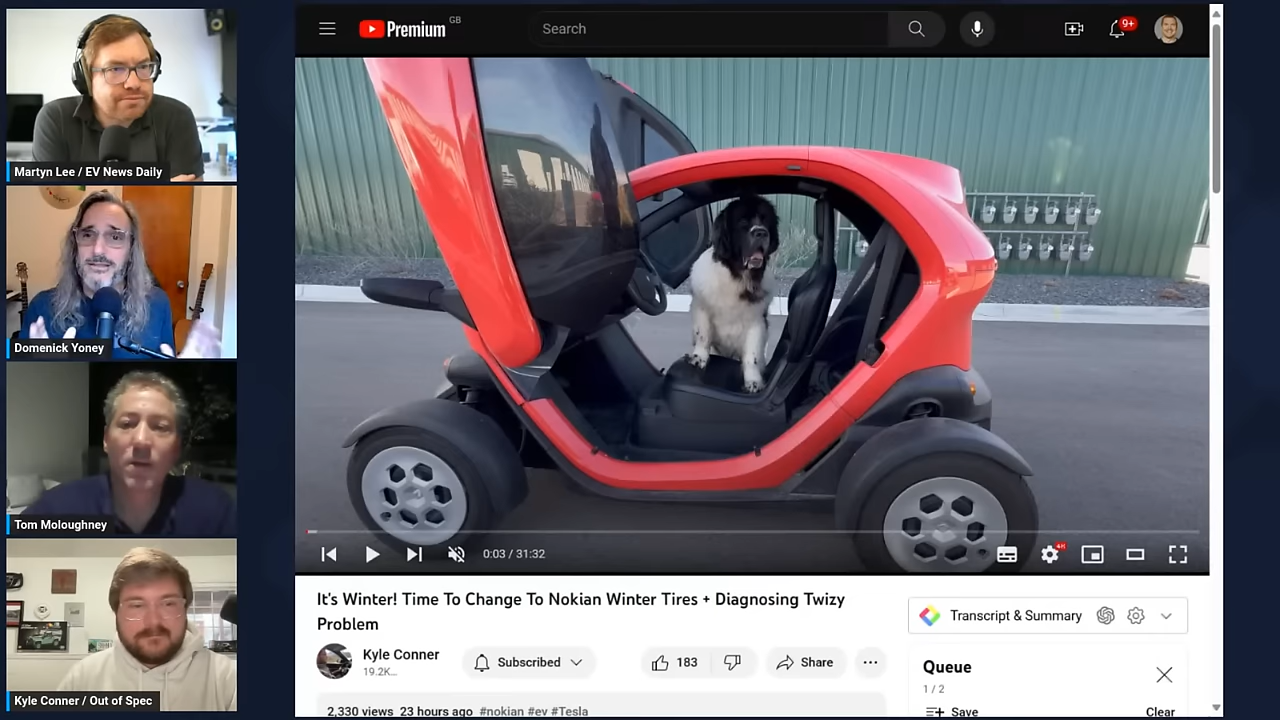 Martyn Lee / EV News Daily
Domenick Yoney
Tom Moloughney
Kyle Conner / Out of Spec
Premium GB
Search
9+
0:03 / 31:32
4K
It's Winter! Time To Change To Nokian Winter Tires + Diagnosing Twizy
Problem
Kyle Conner
19.2K...
Subscribed
183
Share
2,330 views 23 hours ago #nokian #ev #Tesla
Transcript & Summary
Queue
1 / 2
Save
Clear